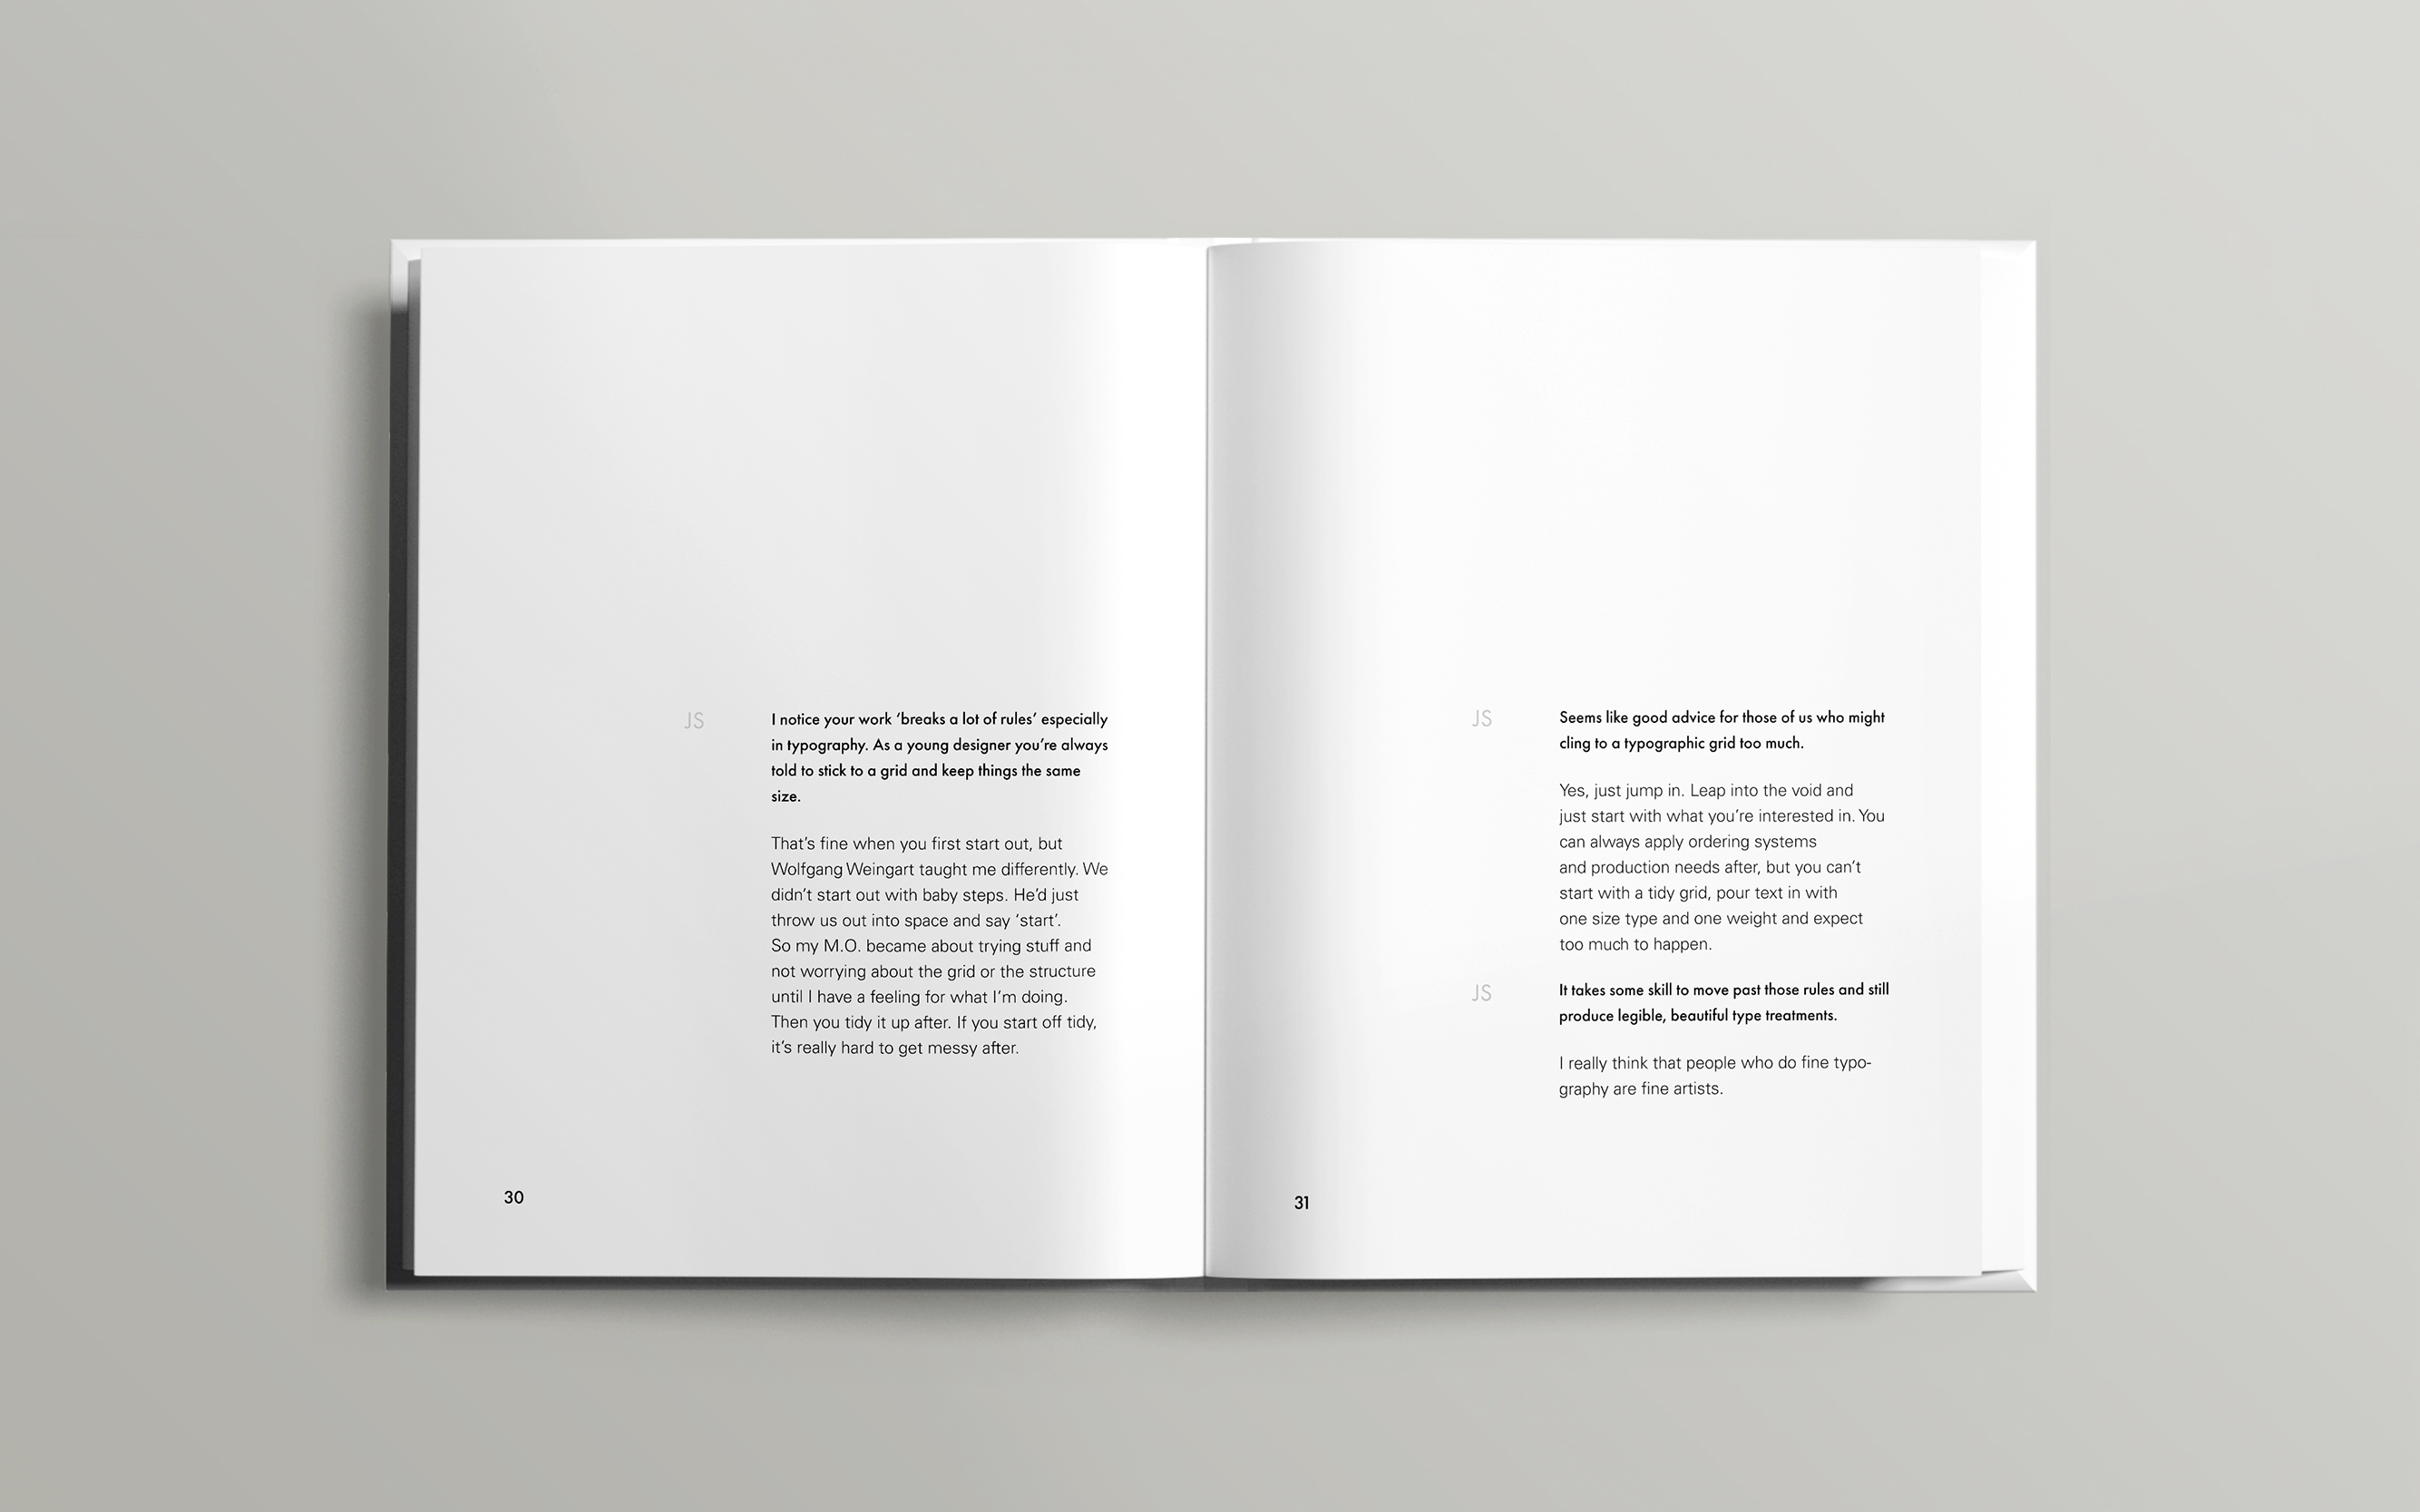 JS
I notice your work ‘breaks a lot of rules’ especially
in typography. As a young designer you’re always
told to stick to a grid and keep things the same
size.
That’s fine when you first start out, but
Wolfgang Weingart taught me differently. We
didn’t start out with baby steps. He’d just
throw us out into space and say ‘start’.
So my M.O. became about trying stuff and
not worrying about the grid or the structure
until I have a feeling for what I’m doing.
Then you tidy it up after. If you start off tidy,
it’s really hard to get messy after.
30
JS
Seems like good advice for those of us who might
cling to a typographic grid too much.
Yes, just jump in. Leap into the void and
just start with what you’re interested in. You
can always apply ordering systems
and production needs after, but you can’t
start with a tidy grid, pour text in with
one size type and one weight and expect
too much to happen.
JS
It takes some skill to move past those rules and still
produce legible, beautiful type treatments.
I really think that people who do fine typo-
graphy are fine artists.
31